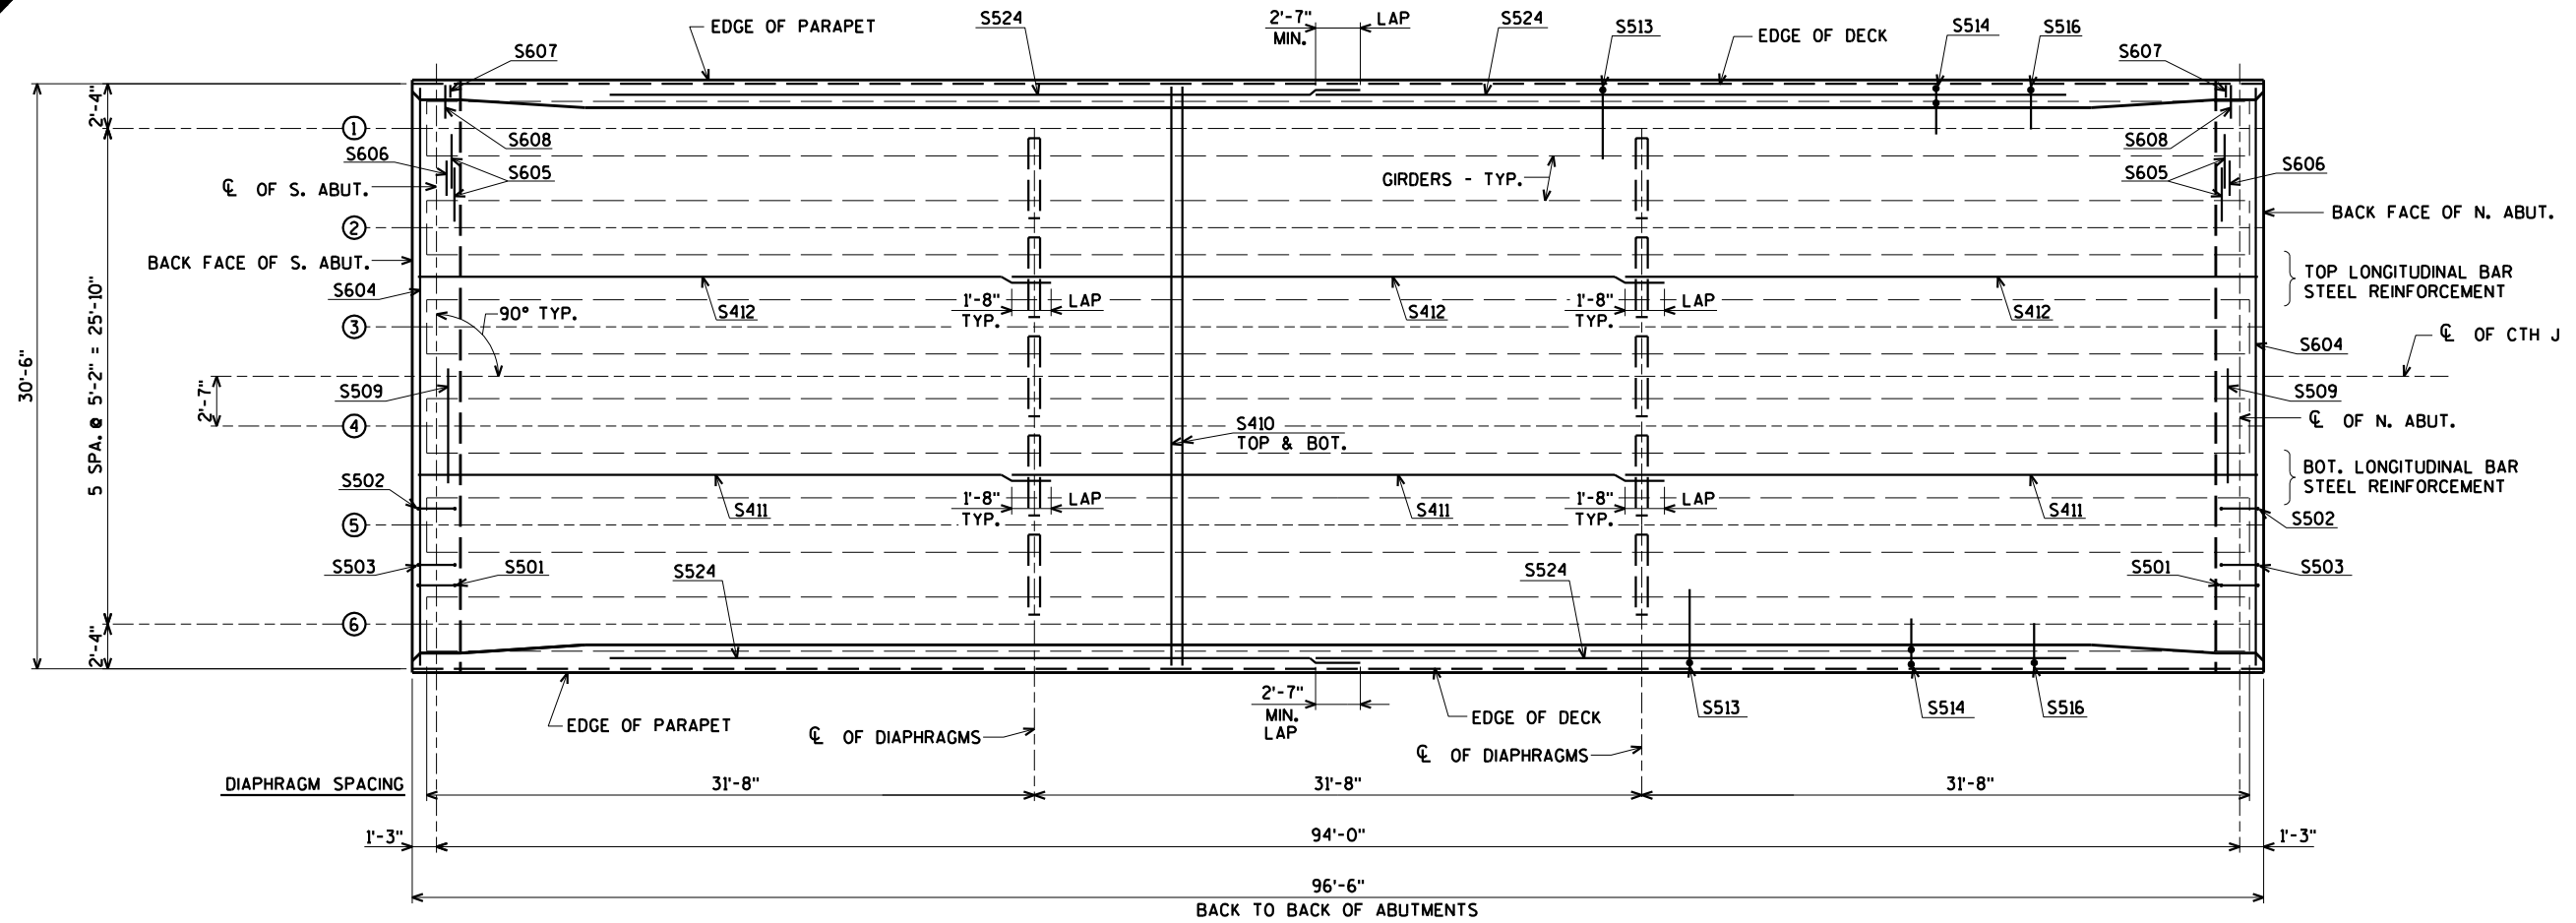 EDGE OF PARAPET
S524
2'-7"
MIN.
LAP
S524
S513
EDGE OF DECK
S514
S516
S607
S607
2'-4"
1
S608
S606
S605
℄ OF S. ABUT.
GIRDERS - TYP.
S608
S606
S605
BACK FACE OF N. ABUT.
2
BACK FACE OF S. ABUT.
S604
TOP LONGITUDINAL BAR
STEEL REINFORCEMENT
1'-8"
TYP.
LAP
S412
S412
1'-8"
TYP.
LAP
S412
90° TYP.
3
℄ OF CTH J
S604
30'-6"
5 SPA. @ 5'-2" = 25'-10"
2'-7"
S509
S509
4
℄ OF N. ABUT.
S410
TOP & BOT.
BOT. LONGITUDINAL BAR
STEEL REINFORCEMENT
S502
1'-8"
TYP.
LAP
S411
S411
1'-8"
TYP.
LAP
S411
S502
5
S503
S501
S524
S524
S501
S503
6
2'-4"
EDGE OF PARAPET
℄ OF DIAPHRAGMS
2'-7"
MIN.
LAP
EDGE OF DECK
℄ OF DIAPHRAGMS
S513
S514
S516
DIAPHRAGM SPACING
31'-8"
31'-8"
31'-8"
1'-3"
94'-0"
1'-3"
96'-6"
BACK TO BACK OF ABUTMENTS